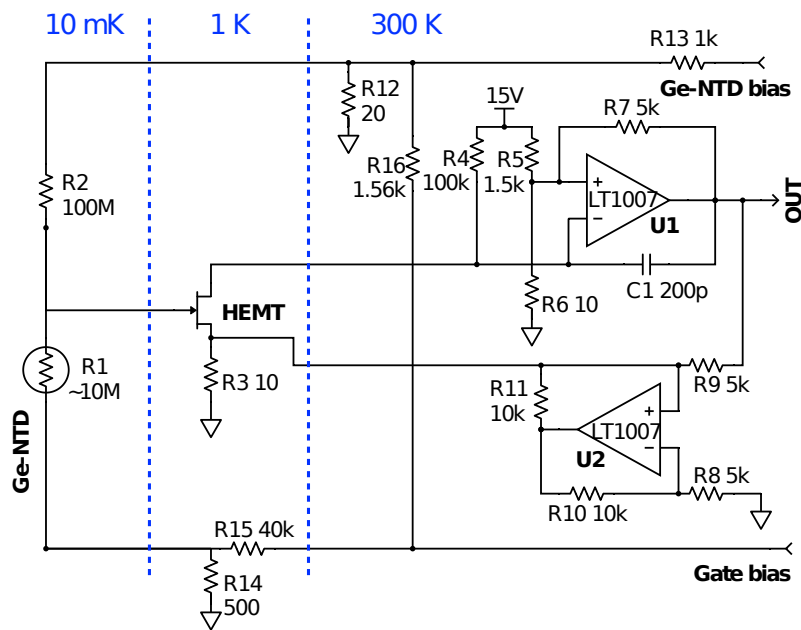 10 mK
1 K
300 K
R13 1k
Ge-NTD bias
R12
20
15V
R7 5k
R16
1.56k
R4
100k
R5
1.5k
+
LT1007
−
U1
OUT
R2
100M
C1 200p
R6 10
HEMT
R1
~10M
Ge-NTD
R3 10
R9 5k
R11
10k
+
LT1007
−
U2
R8 5k
R10 10k
R15 40k
R14
500
Gate bias